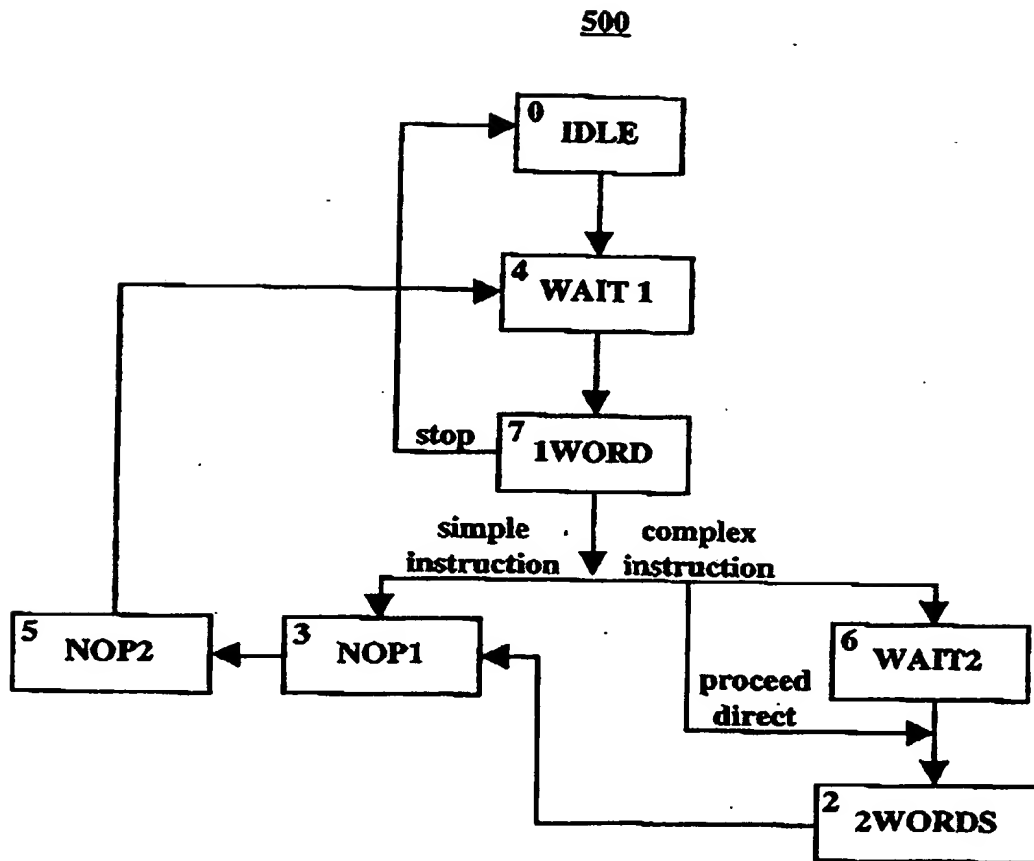 500
0
IDLE
4
WAIT 1
7
1WORD
stop
simple
instruction
complex
instruction
5
NOP2
3
NOP1
6
WAIT2
proceed
direct
2
2WORDS